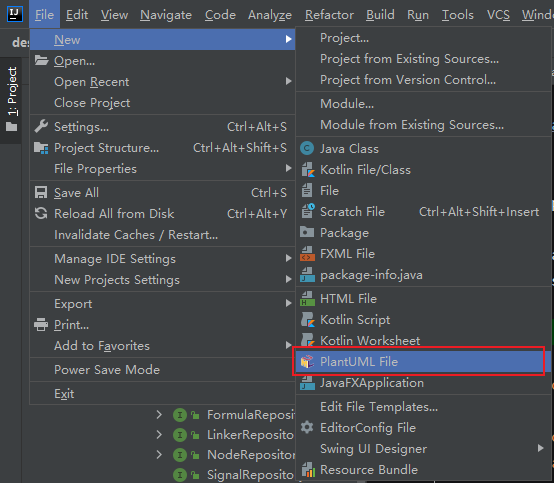 IJ File Edit View Navigate Code Analyze Refactor Build Run Tools VCS Windo
des
1: Project
New
Open...
Open Recent
Close Project
Settings... Ctrl+Alt+S
Project Structure... Ctrl+Alt+Shift+S
File Properties
Save All Ctrl+S
Reload All from Disk Ctrl+Alt+Y
Invalidate Caches / Restart...
Manage IDE Settings
New Projects Settings
Export
Print...
Add to Favorites
Power Save Mode
Exit
Project...
Project from Existing Sources...
Project from Version Control...
Module...
Module from Existing Sources...
Java Class
Kotlin File/Class
File
Scratch File Ctrl+Alt+Shift+Insert
Package
FXML File
package-info.java
HTML File
Kotlin Script
Kotlin Worksheet
PlantUML File
JavaFXApplication
Edit File Templates...
EditorConfig File
Swing UI Designer
Resource Bundle
FormulaReposit
LinkerReposito
NodeRepositor
SignalReposito